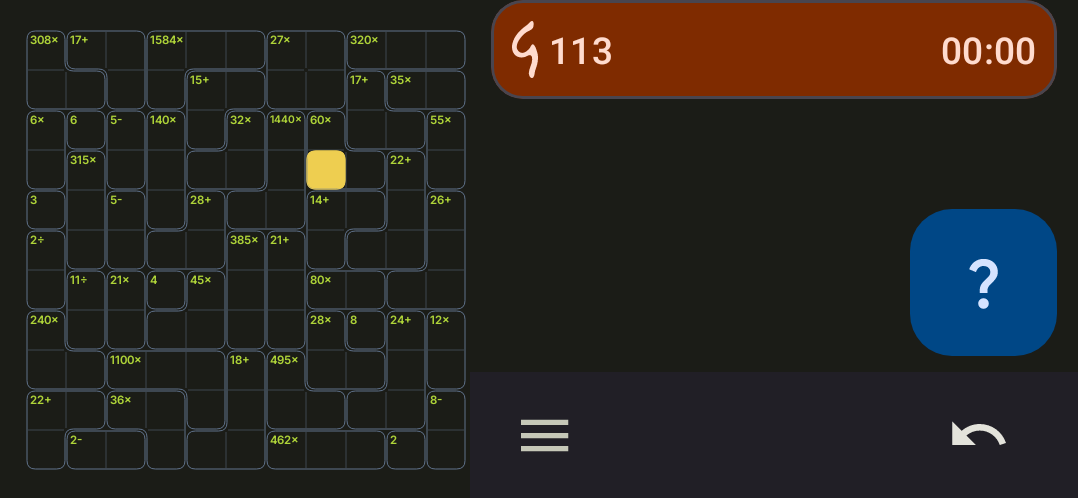 113 00:00
308× 17+ 1584× 27× 320×
15+ 17+ 35×
6× 6 5- 140× 32× 1440× 60× 55×
315× 22+
3 5- 28+ 14+ 26+
2÷ 385× 21+
11÷ 21× 4 45× 80×
240× 28× 8 24+ 12×
1100× 18+ 495×
22+ 36× 8-
2- 462× 2
?